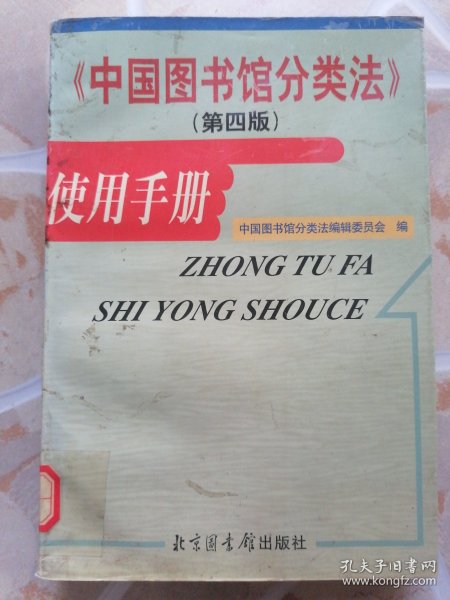 《中国图书馆分类法》
(第四版)
使用手册
中国图书馆分类法编辑委员会 编
ZHONG TU FA
SHI YONG SHOUCE
北京图书馆出版社
孔夫子旧书网
www.kongfz.com